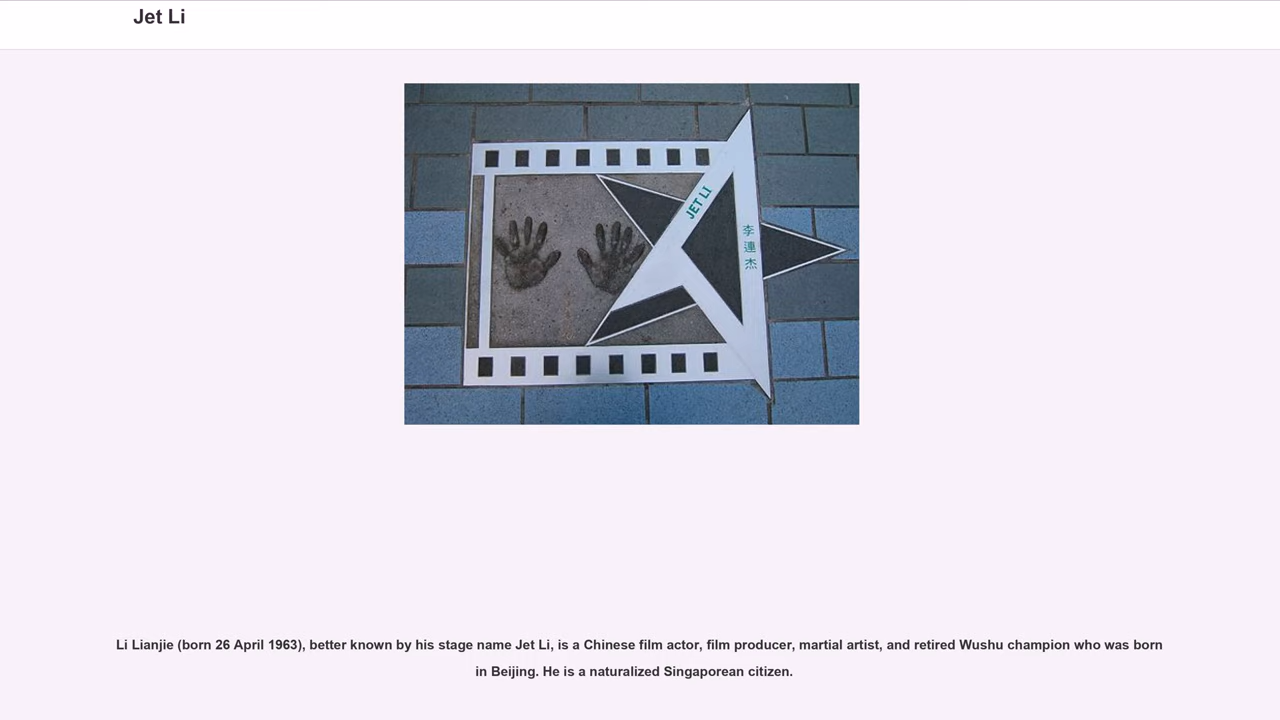 Jet Li
JET LI
李連杰
Li Lianjie (born 26 April 1963), better known by his stage name Jet Li, is a Chinese film actor, film producer, martial artist, and retired Wushu champion who was born
in Beijing. He is a naturalized Singaporean citizen.